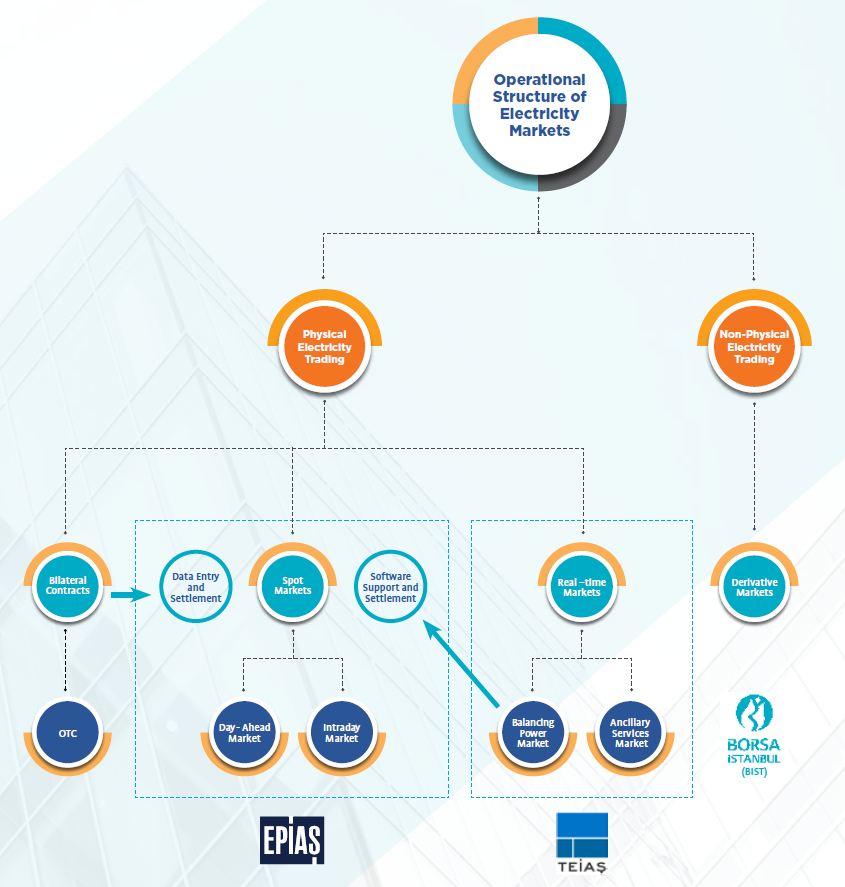 Operational
Structure of
Electricity
Markets
Physical
Electricity
Trading
Non-Physical
Electricity
Trading
Bilateral
Contracts
Data Entry
and
Settlement
Spot
Markets
Software
Support and
Settlement
Real –time
Markets
Derivative
Markets
OTC
Day- Ahead
Market
Intraday
Market
Balancing
Power
Market
Ancillary
Services
Market
BORSA
İSTANBUL
(BIST)
EPİAŞ
TEİAŞ